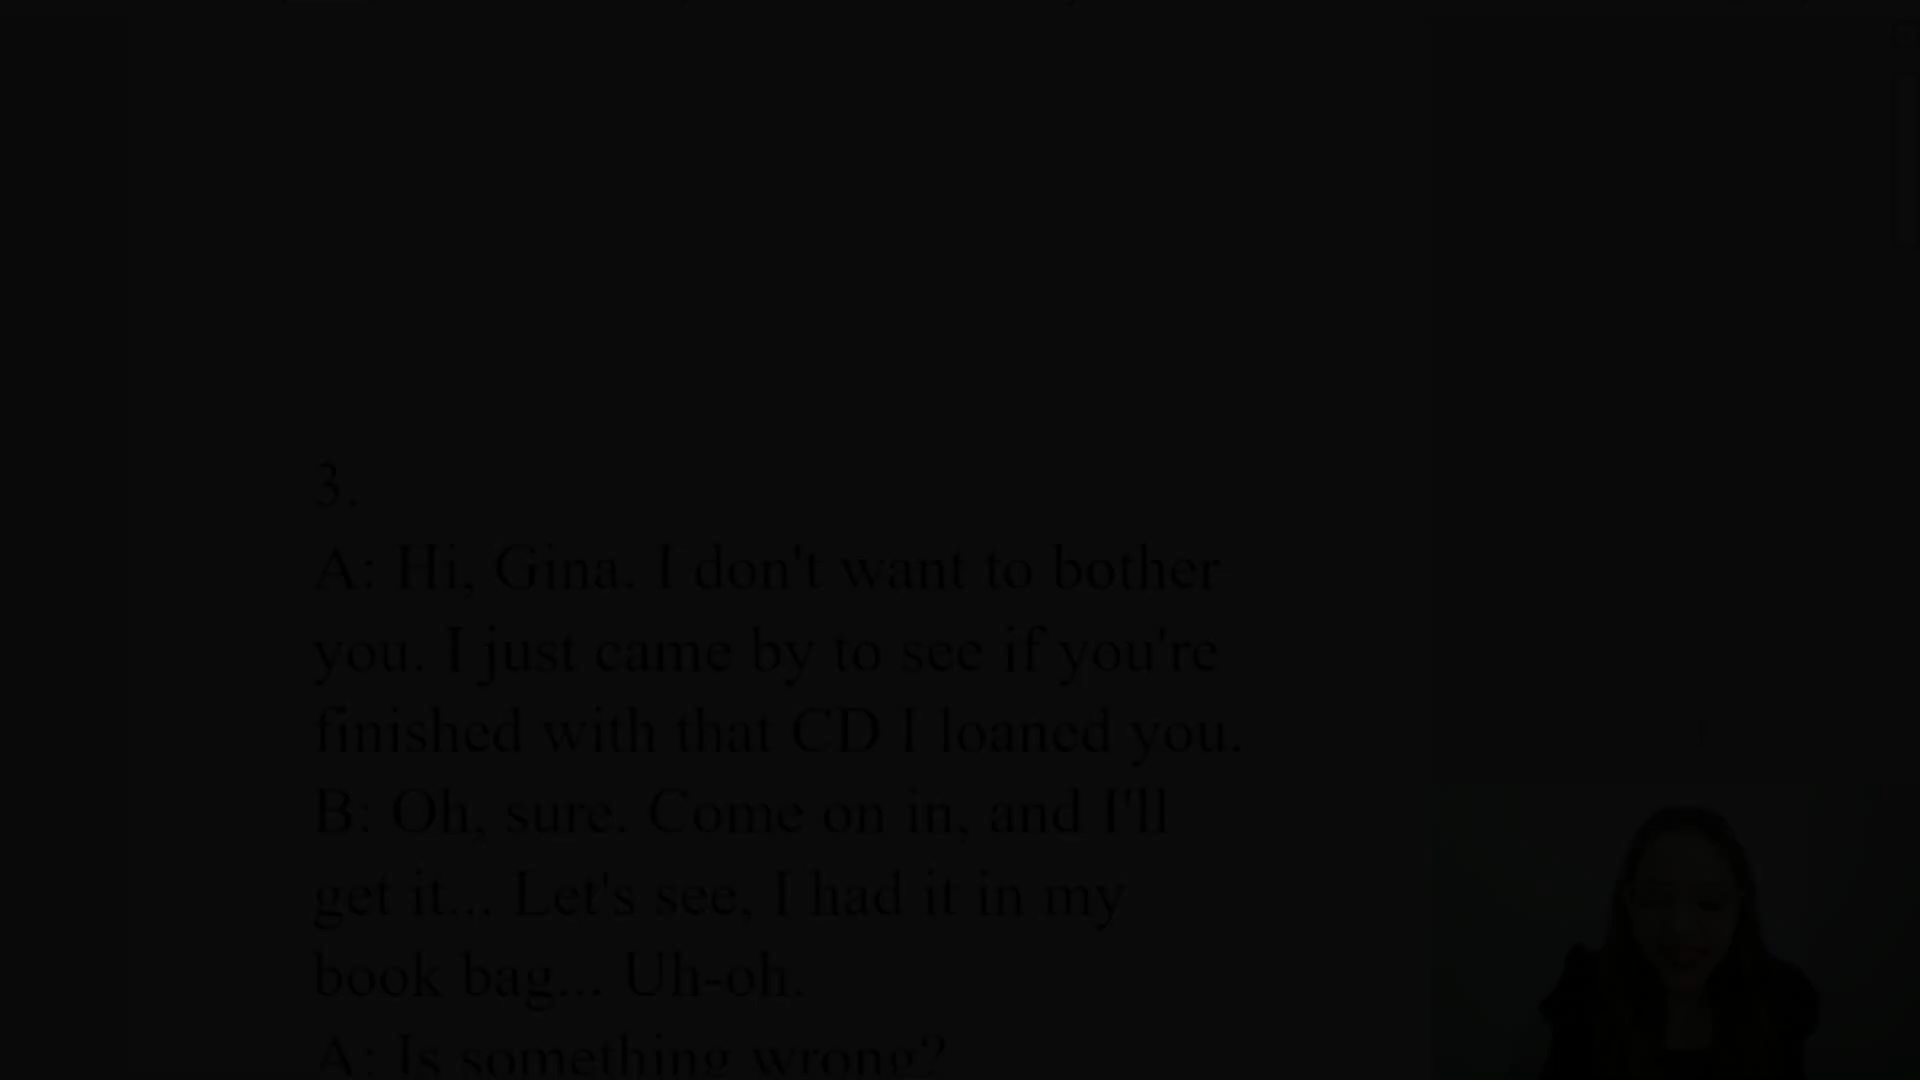 3.
A: Hi, Gina. I don't want to bother
you. I just came by to see if you're
finished with that CD I loaned you.
B: Oh, sure. Come on in, and I'll
get it... Let's see, I had it in my
book bag... Uh-oh.
A: Is something wrong?